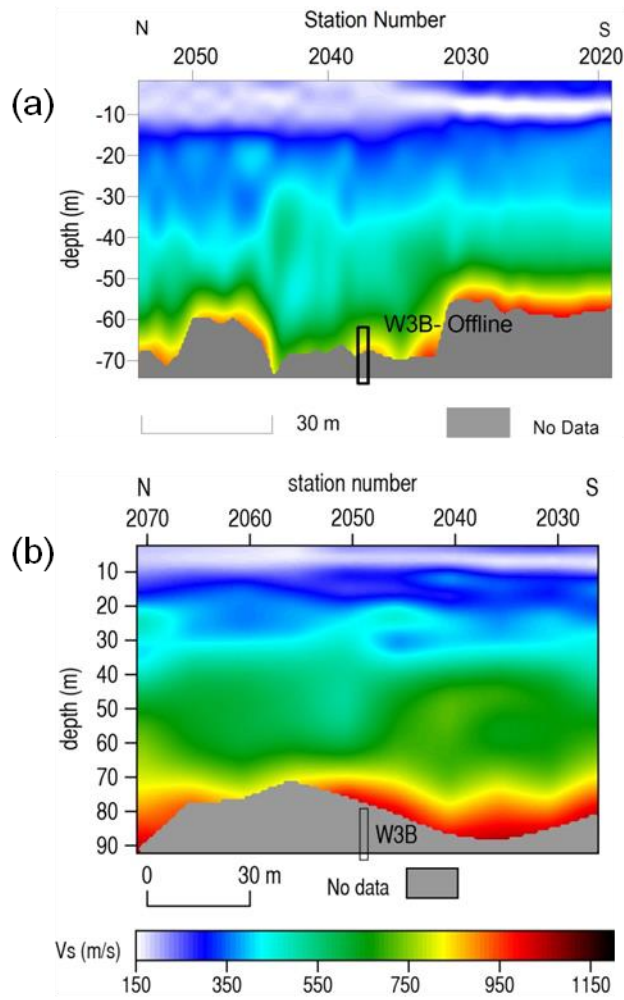 Station Number
N S
2050 2040 2030 2020
(a)
-10
-20
-30
-40
-50
-60
-70
depth (m)
W3B- Offline
30 m
No Data
station number
N S
2070 2060 2050 2040 2030
(b)
10
20
30
40
50
60
70
80
90
depth (m)
W3B
0 30 m
No data
Vs (m/s)
150 350 550 750 950 1150